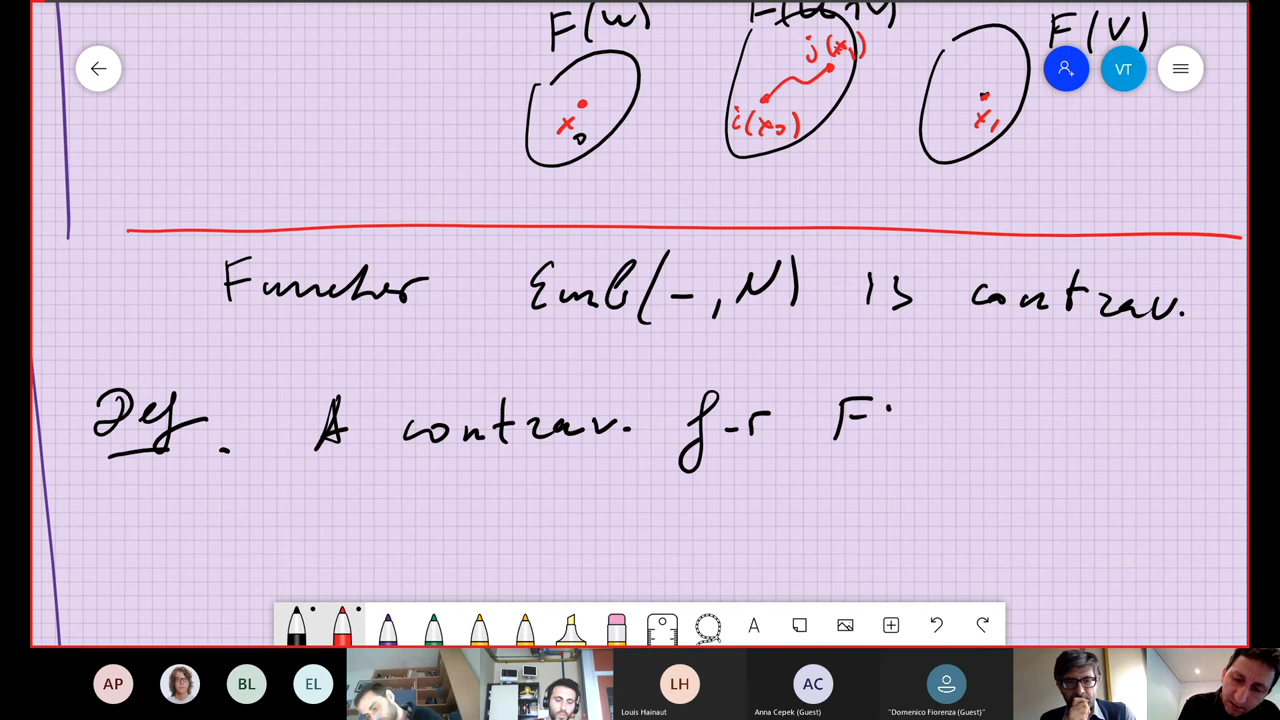 F(U) F(U∩V) F(V)
j(x₁)
x₀ i(x₀) x₁
VT
Functor Emb(-, N) is contrav.
Def. A contrav. f-r F:
A
AP BL EL LH AC
Louis Hainaut Anna Cepek (Guest) "Domenico Fiorenza (Guest)"